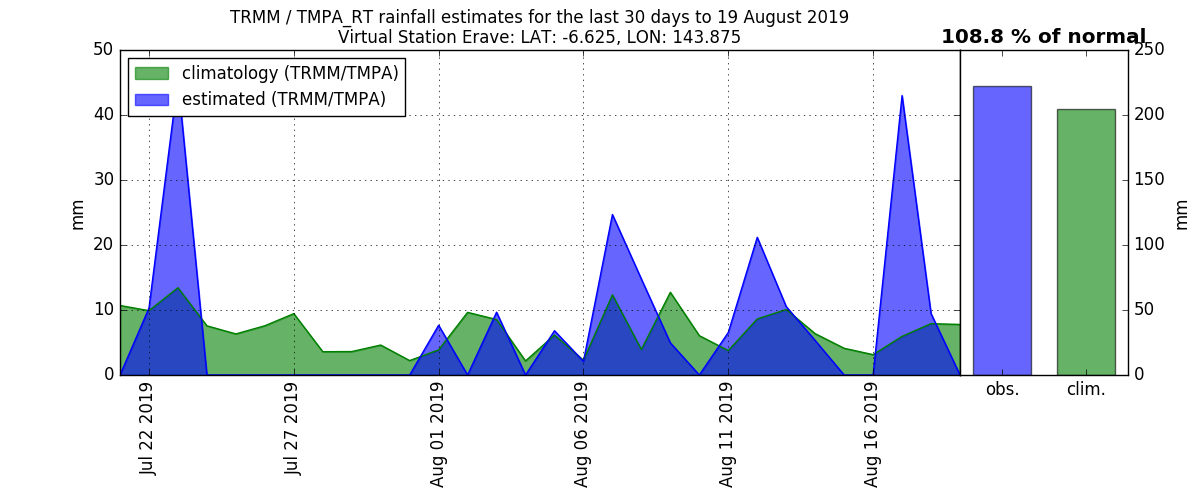 TRMM / TMPA_RT rainfall estimates for the last 30 days to 19 August 2019
Virtual Station Erave: LAT: -6.625, LON: 143.875
108.8 % of normal
climatology (TRMM/TMPA)
estimated (TRMM/TMPA)
50
40
30
20
10
0
mm
Jul 22 2019
Jul 27 2019
Aug 01 2019
Aug 06 2019
Aug 11 2019
Aug 16 2019
obs.
clim.
250
200
150
100
50
0
mm